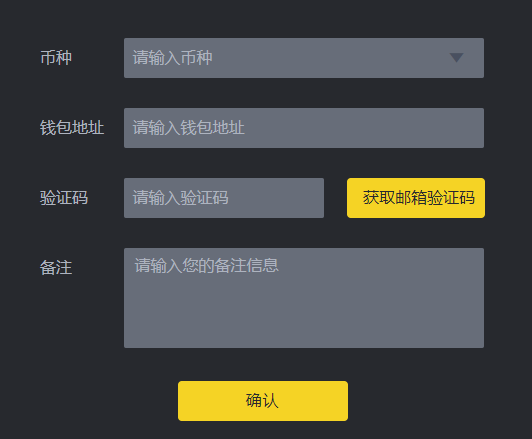 币种 请输入币种
钱包地址 请输入钱包地址
验证码 请输入验证码 获取邮箱验证码
备注 请输入您的备注信息
确认